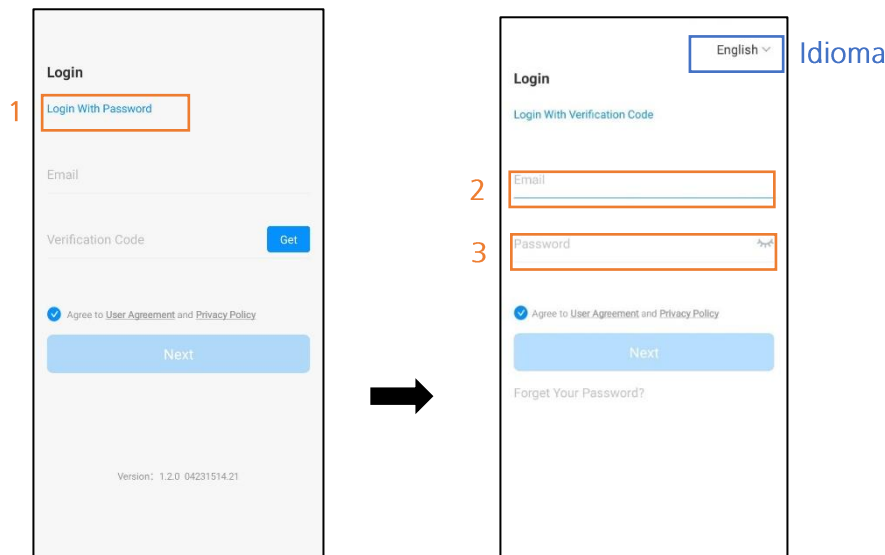 Login
1
Login With Password
Email
Verification Code
Get
Agree to User Agreement and Privacy Policy
Next
Version: 1.2.0 04231514.21
English
Idioma
Login
Login With Verification Code
2
Email
3
Password
Agree to User Agreement and Privacy Policy
Next
Forget Your Password?